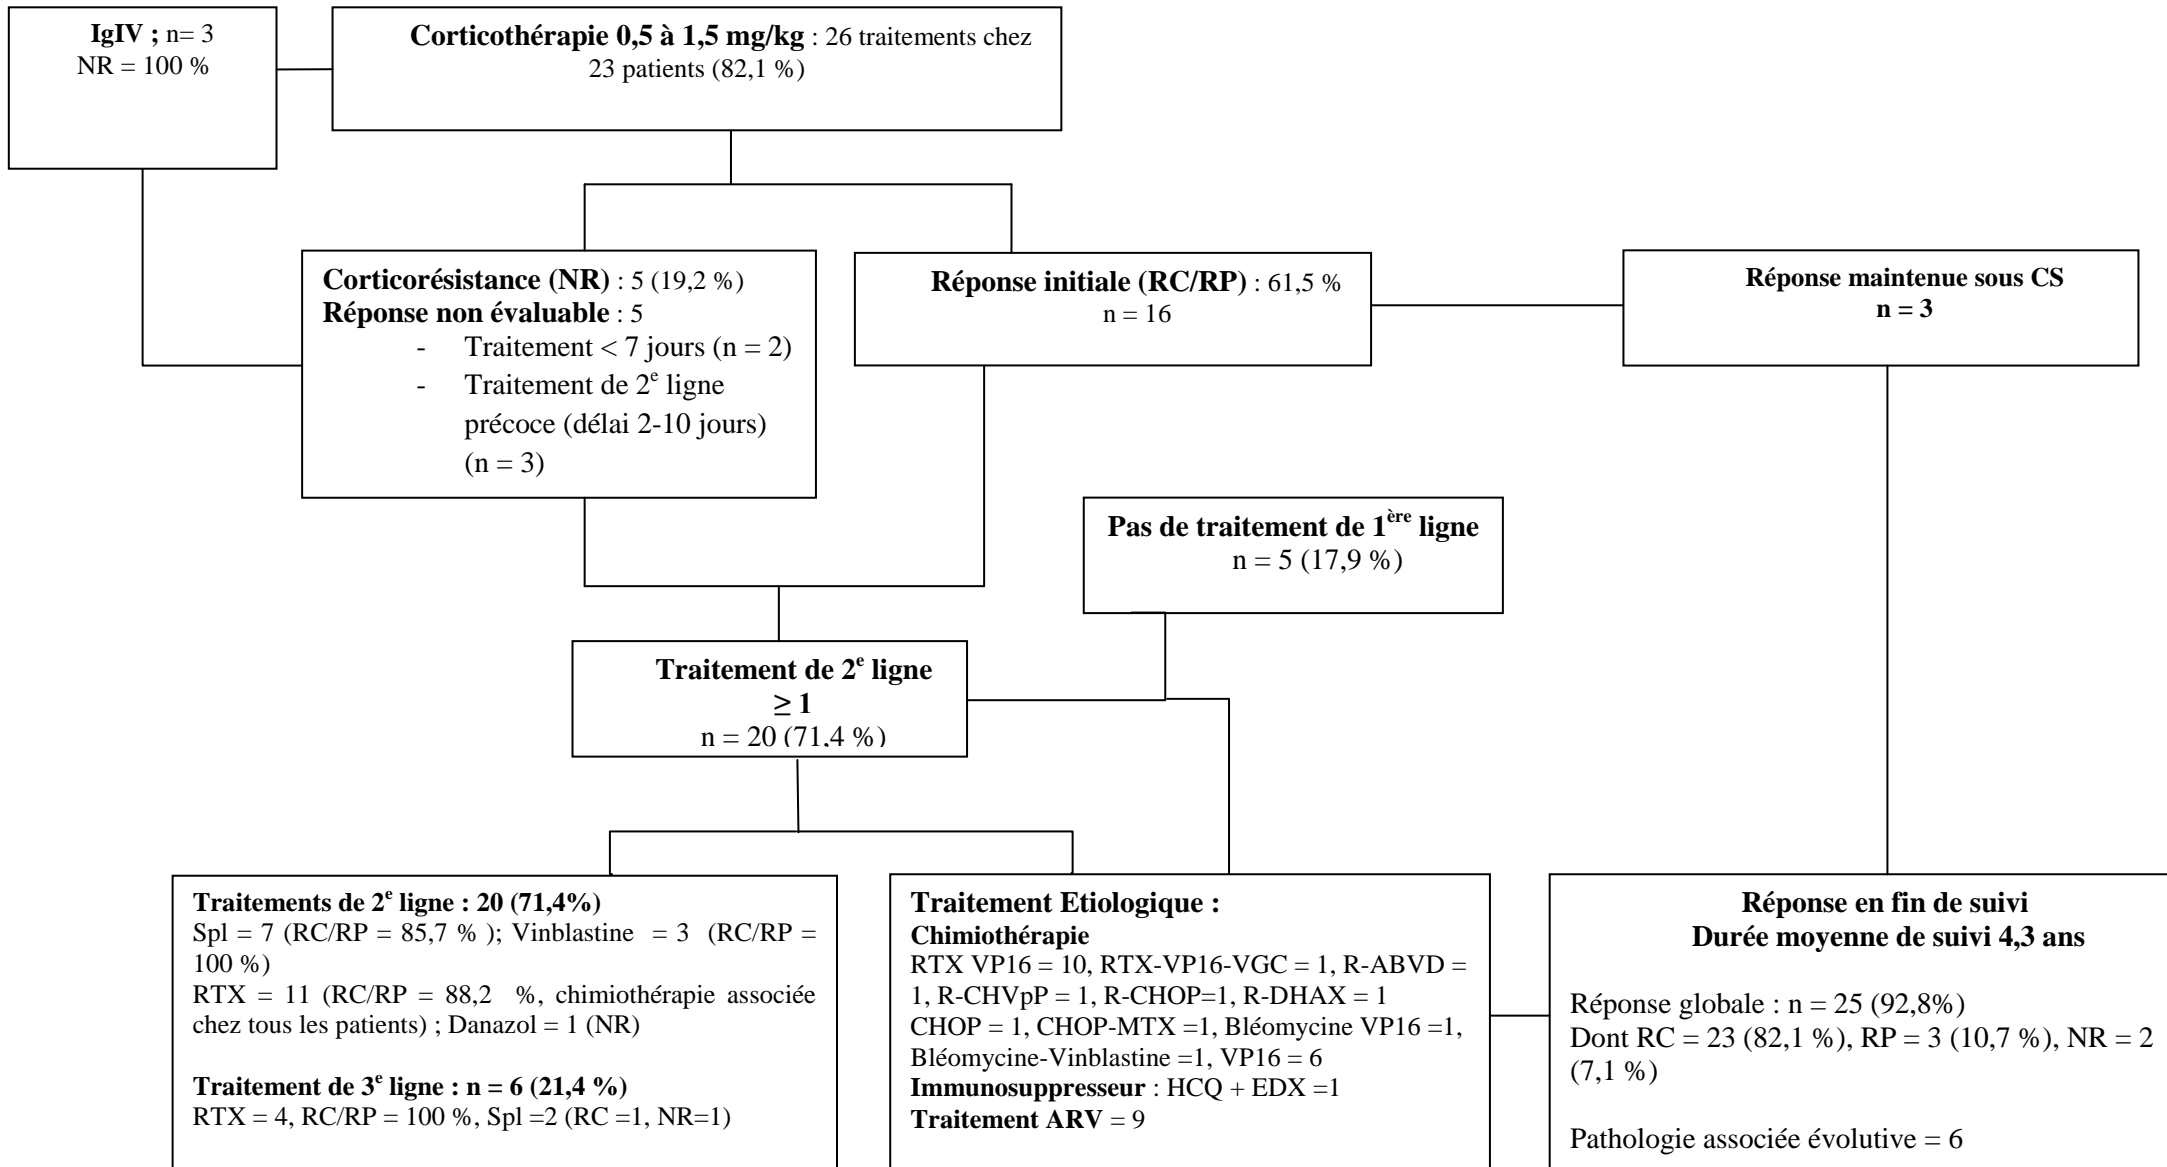 IgIV ; n= 3
NR = 100 %
Corticothérapie 0,5 à 1,5 mg/kg : 26 traitements chez
23 patients (82,1 %)
Corticorésistance (NR) : 5 (19,2 %)
Réponse non évaluable : 5
- Traitement < 7 jours (n = 2)
- Traitement de 2e ligne
précoce (délai 2-10 jours)
(n = 3)
Réponse initiale (RC/RP) : 61,5 %
n = 16
Réponse maintenue sous CS
n = 3
Pas de traitement de 1ère ligne
n = 5 (17,9 %)
Traitement de 2e ligne
≥ 1
n = 20 (71,4 %)
Traitements de 2e ligne : 20 (71,4%)
Spl = 7 (RC/RP = 85,7 % ); Vinblastine = 3 (RC/RP =
100 %)
RTX = 11 (RC/RP = 88,2 %, chimiothérapie associée
chez tous les patients) ; Danazol = 1 (NR)
Traitement de 3e ligne : n = 6 (21,4 %)
RTX = 4, RC/RP = 100 %, Spl =2 (RC =1, NR=1)
Traitement Etiologique :
Chimiothérapie
RTX VP16 = 10, RTX-VP16-VGC = 1, R-ABVD =
1, R-CHVpP = 1, R-CHOP=1, R-DHAX = 1
CHOP = 1, CHOP-MTX =1, Bléomycine VP16 =1,
Bléomycine-Vinblastine =1, VP16 = 6
Immunosuppresseur : HCQ + EDX =1
Traitement ARV = 9
Réponse en fin de suivi
Durée moyenne de suivi 4,3 ans
Réponse globale : n = 25 (92,8%)
Dont RC = 23 (82,1 %), RP = 3 (10,7 %), NR = 2
(7,1 %)
Pathologie associée évolutive = 6